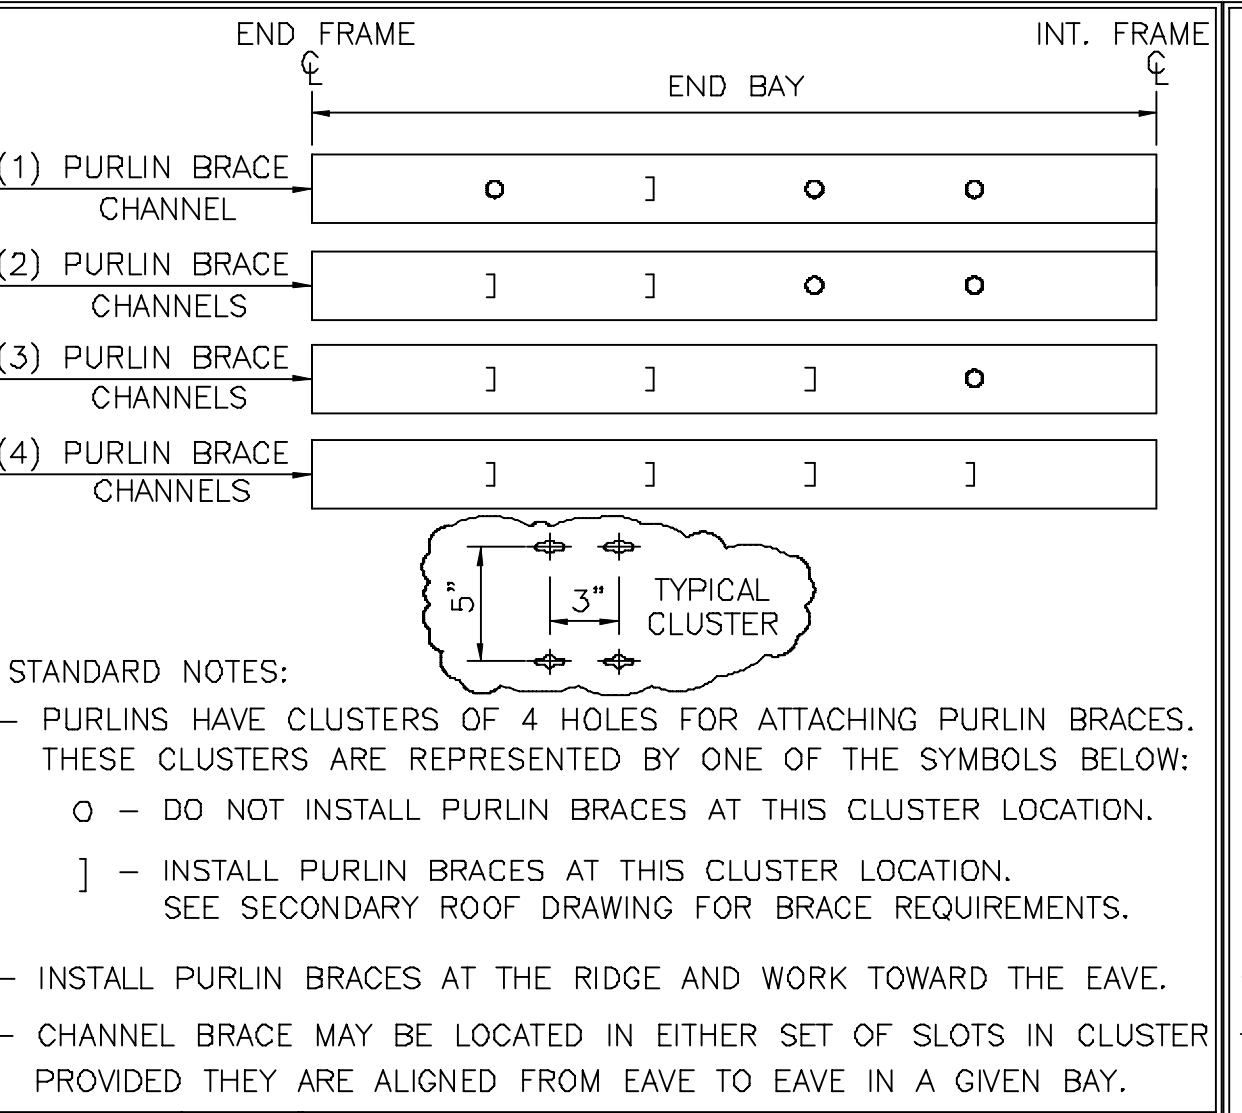 END FRAME
INT. FRAME
℄
℄
END BAY
(1) PURLIN BRACE
CHANNEL
(2) PURLIN BRACE
CHANNELS
(3) PURLIN BRACE
CHANNELS
(4) PURLIN BRACE
CHANNELS
5"
3"
TYPICAL
CLUSTER
STANDARD NOTES:
– PURLINS HAVE CLUSTERS OF 4 HOLES FOR ATTACHING PURLIN BRACES.
THESE CLUSTERS ARE REPRESENTED BY ONE OF THE SYMBOLS BELOW:
O – DO NOT INSTALL PURLIN BRACES AT THIS CLUSTER LOCATION.
] – INSTALL PURLIN BRACES AT THIS CLUSTER LOCATION.
SEE SECONDARY ROOF DRAWING FOR BRACE REQUIREMENTS.
– INSTALL PURLIN BRACES AT THE RIDGE AND WORK TOWARD THE EAVE.
– CHANNEL BRACE MAY BE LOCATED IN EITHER SET OF SLOTS IN CLUSTER
PROVIDED THEY ARE ALIGNED FROM EAVE TO EAVE IN A GIVEN BAY.